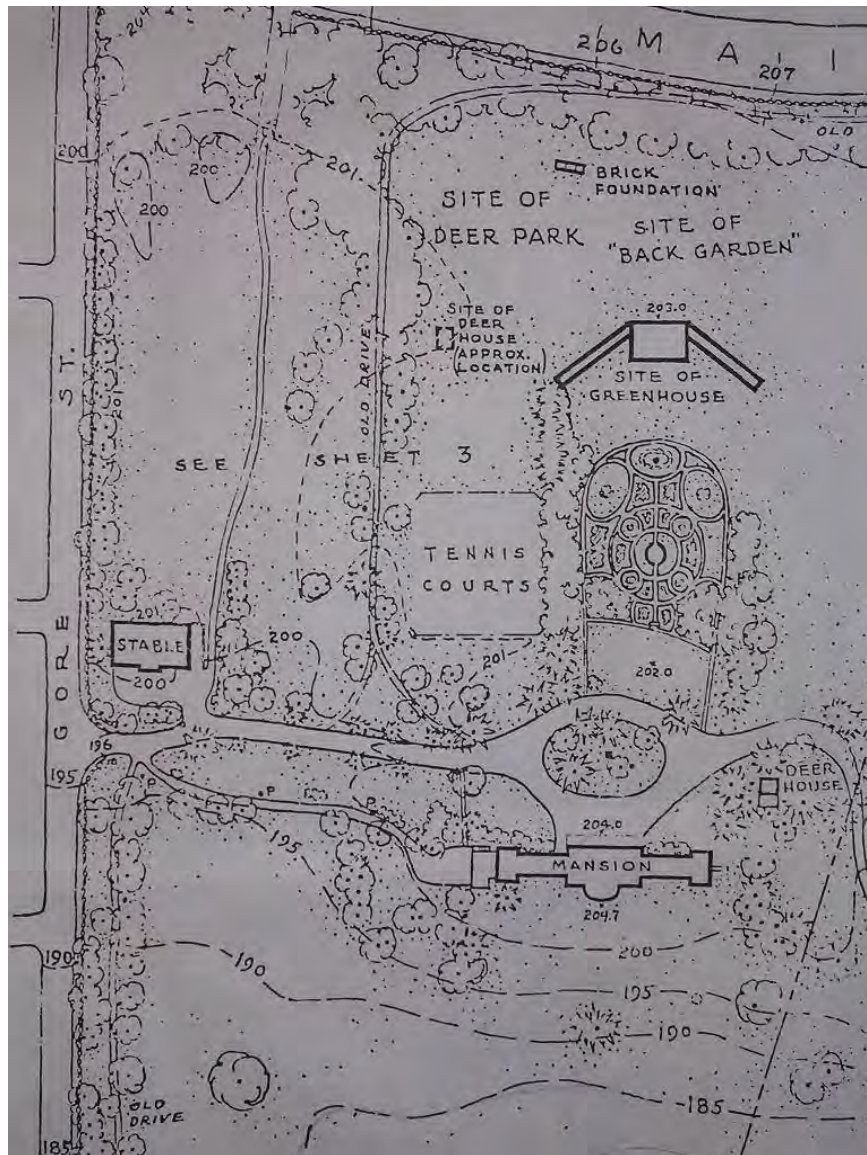 204
206
M A I
207
OLD
200
200
200
201
BRICK
FOUNDATION
SITE OF
DEER PARK
SITE OF
"BACK GARDEN"
203.0
SITE OF
DEER
HOUSE
(APPROX.
LOCATION)
SITE OF
GREENHOUSE
GORE ST.
201
OLD DRIVE
SEE SHEET 3
TENNIS
COURTS
201
STABLE
200
200
201
202.0
196
195
P
P
P
DEER
HOUSE
204.0
195
MANSION
204.7
200
190
190
195
190
185
OLD
DRIVE
185